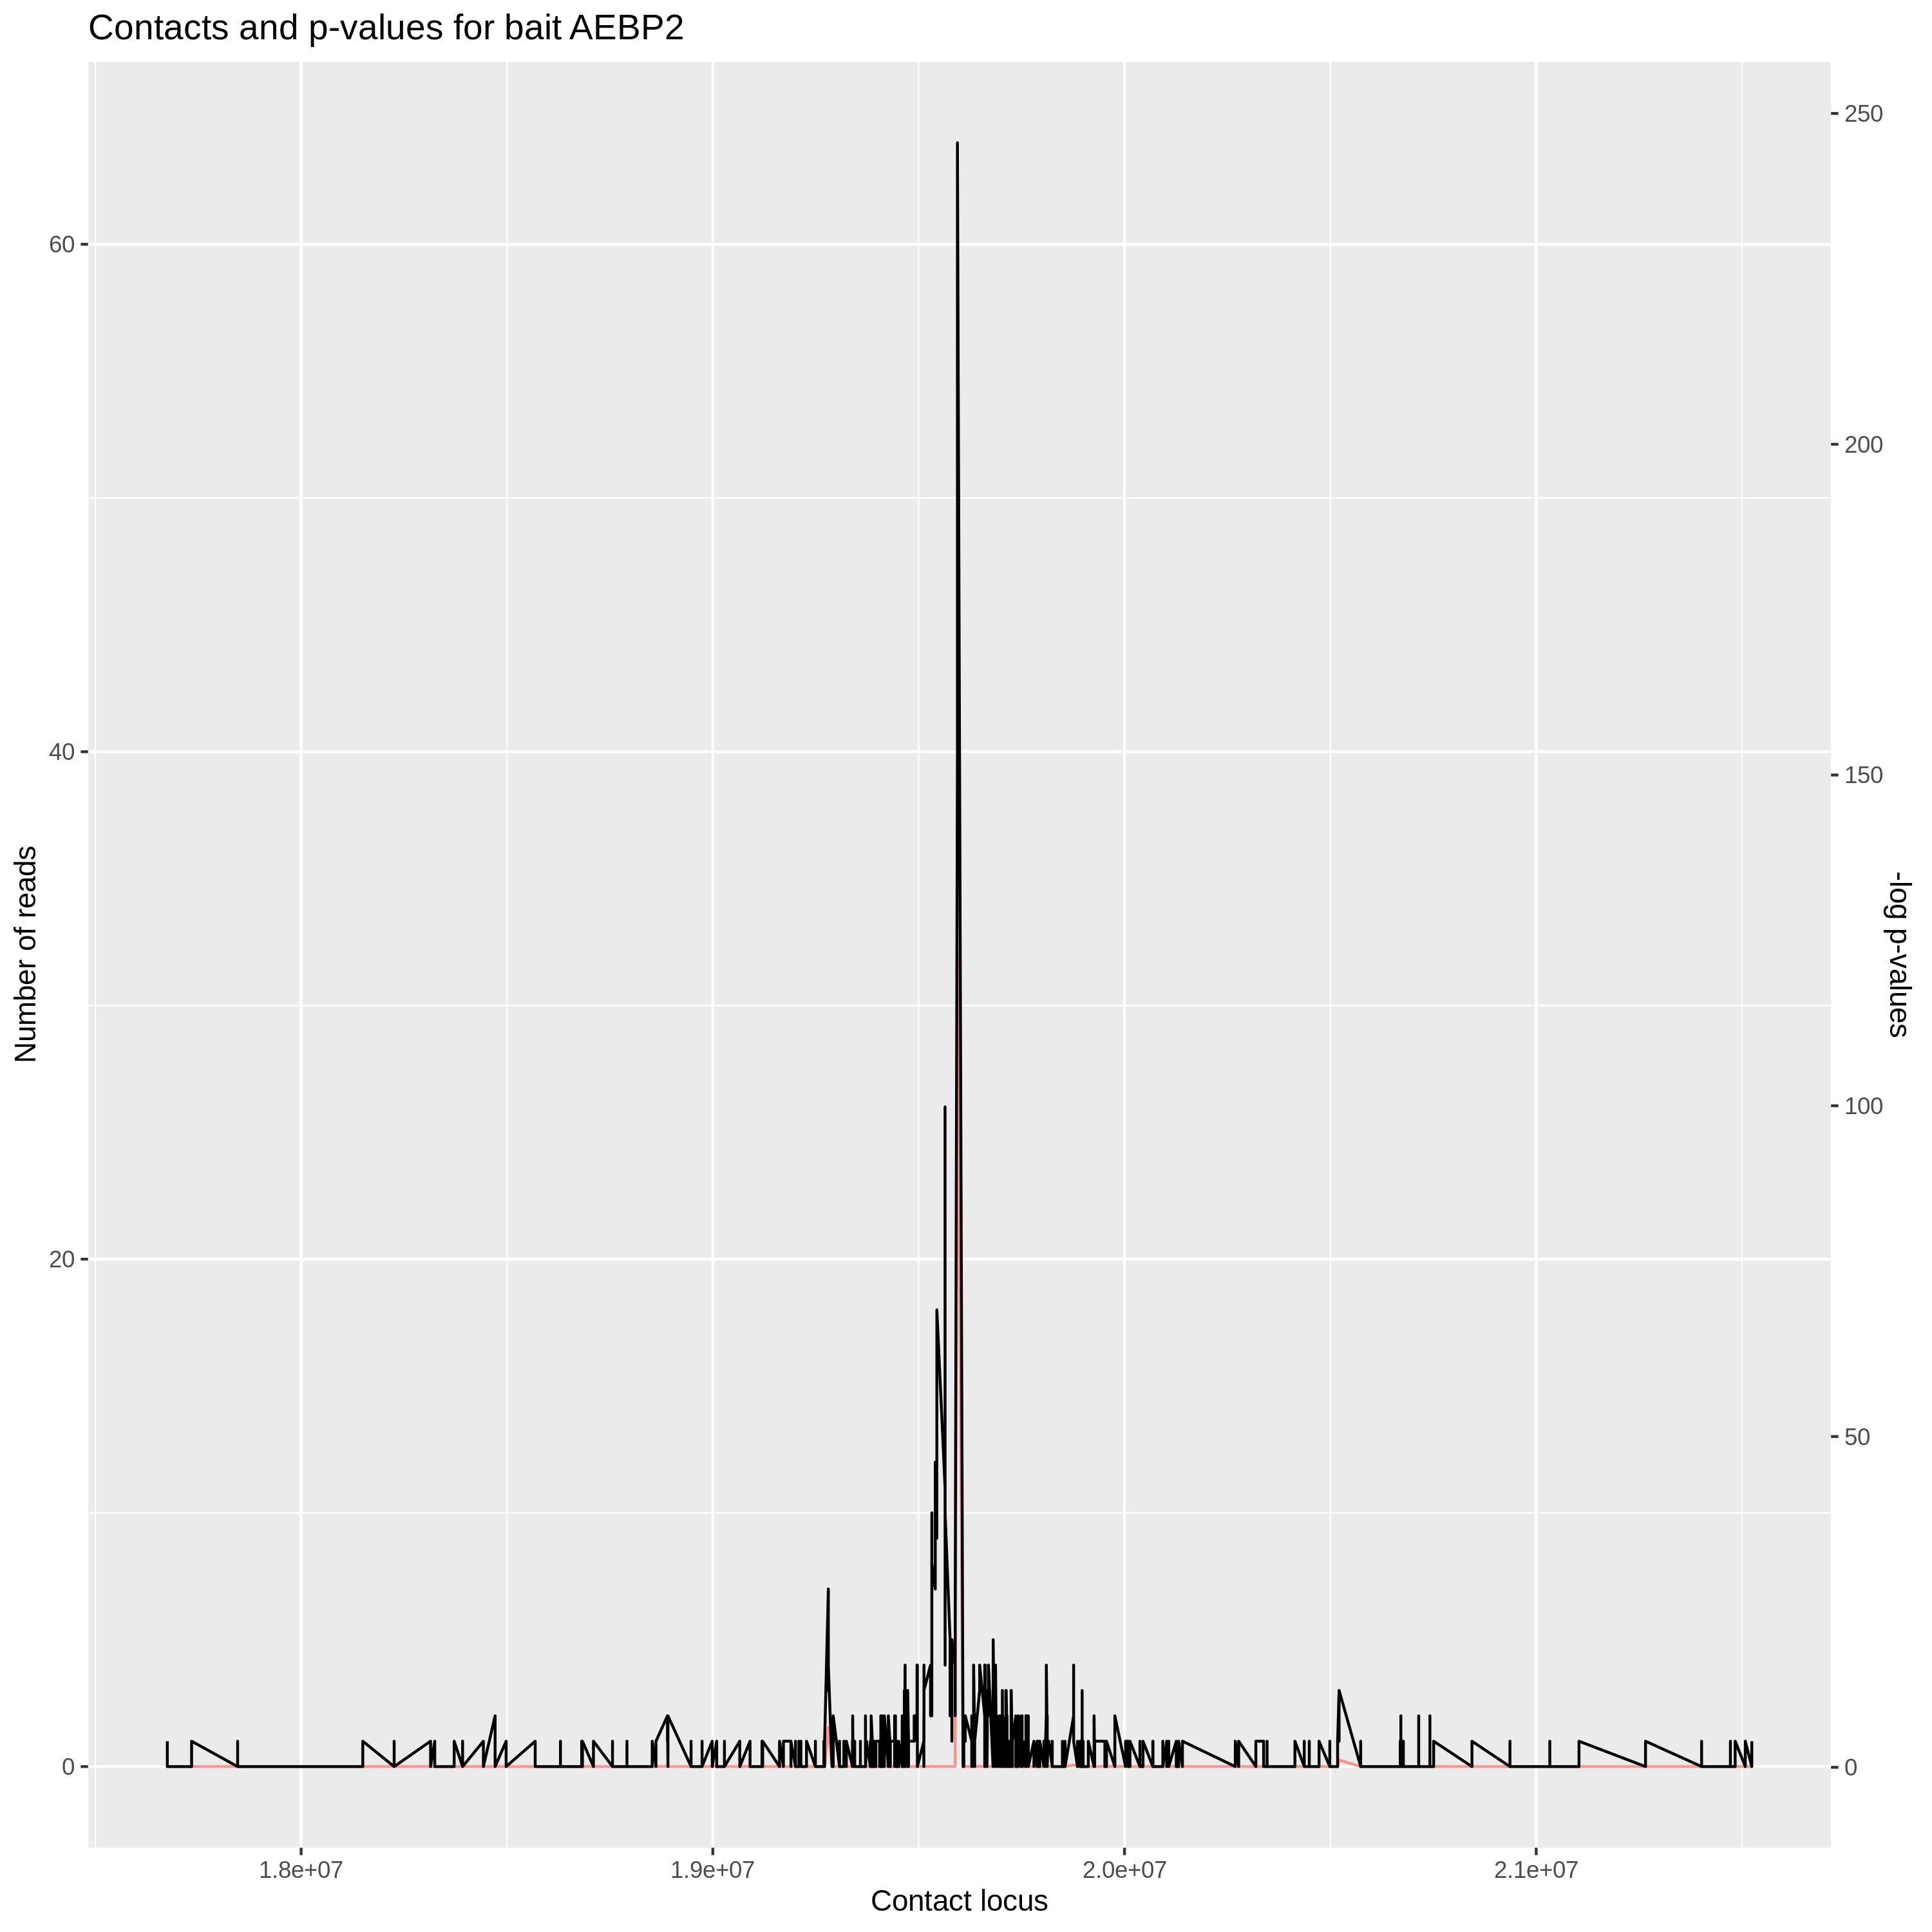 Contacts and p-values for bait AEBP2
250
60
200
40
150
Number of reads
-log p-values
100
20
50
0
0
1.8e+07
1.9e+07
2.0e+07
2.1e+07
Contact locus